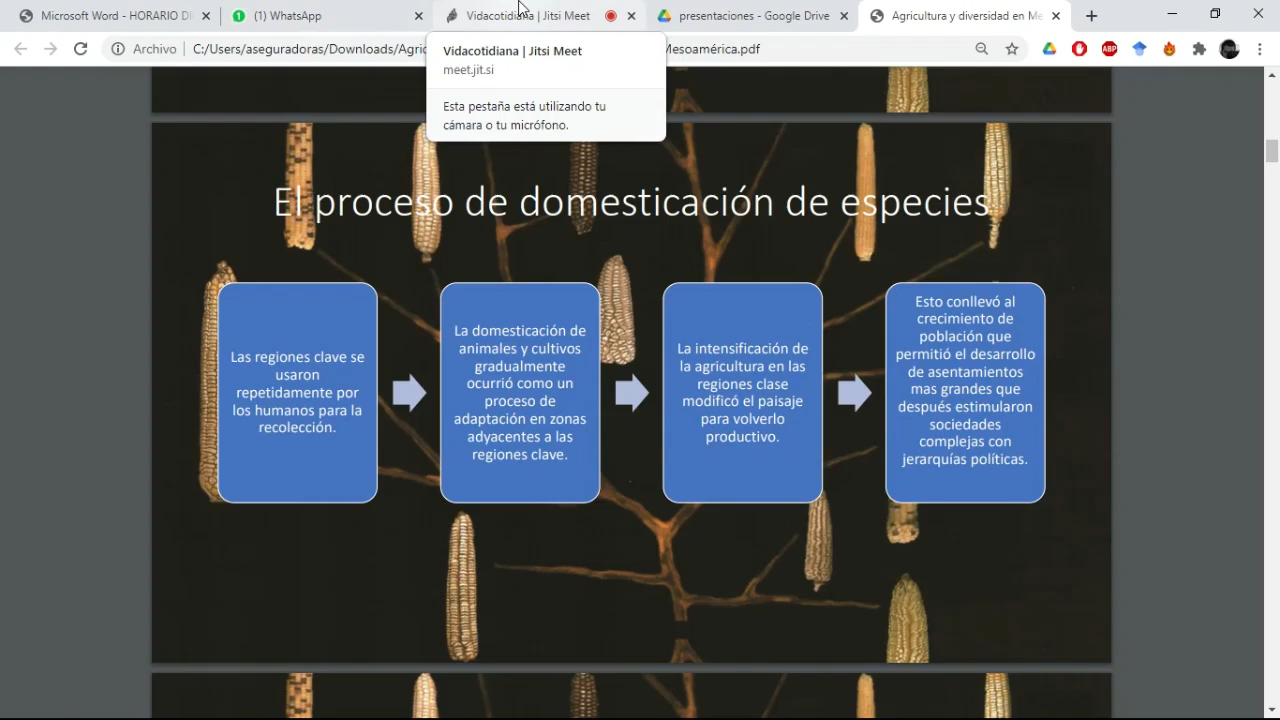 Microsoft Word - HORARIO DI
(1) WhatsApp
Vidacotidiana | Jitsi Meet
presentaciones - Google Drive
Agricultura y diversidad en Me
Archivo
C:/Users/aseguradoras/Downloads/Agric
Mesoamérica.pdf
ABP
Vidacotidiana | Jitsi Meet
meet.jit.si
Esta pestaña está utilizando tu
cámara o tu micrófono.
El proceso de domesticación de especies
Las regiones clave se
usaron
repetidamente por
los humanos para la
recolección.
La domesticación de
animales y cultivos
gradualmente
ocurrió como un
proceso de
adaptación en zonas
adyacentes a las
regiones clave.
La intensificación de
la agricultura en las
regiones clase
modificó el paisaje
para volverlo
productivo.
Esto conllevó al
crecimiento de
población que
permitió el desarrollo
de asentamientos
mas grandes que
después estimularon
sociedades
complejas con
jerarquías políticas.